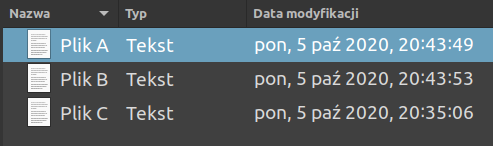 Nazwa Typ Data modyfikacji
Plik A Tekst pon, 5 paź 2020, 20:43:49
Plik B Tekst pon, 5 paź 2020, 20:43:53
Plik C Tekst pon, 5 paź 2020, 20:35:06